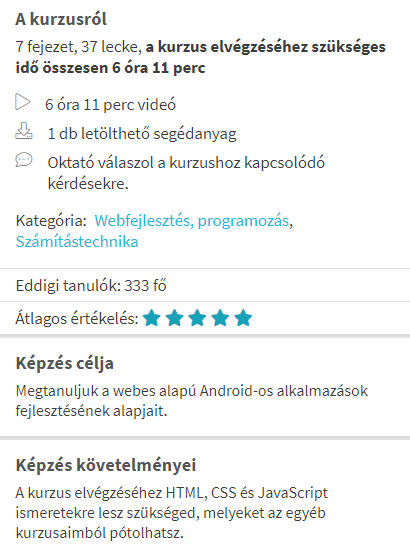 A kurzusról
7 fejezet, 37 lecke, a kurzus elvégzéséhez szükséges
idő összesen 6 óra 11 perc
6 óra 11 perc videó
1 db letölthető segédanyag
Oktató válaszol a kurzushoz kapcsolódó
kérdésekre.
Kategória: Webfejlesztés, programozás,
Számítástechnika
Eddigi tanulók: 333 fő
Átlagos értékelés:
Képzés célja
Megtanuljuk a webes alapú Android-os alkalmazások
fejlesztésének alapjait.
Képzés követelményei
A kurzus elvégzéséhez HTML, CSS és JavaScript
ismeretekre lesz szükséged, melyeket az egyéb
kurzusaimból pótolhatsz.